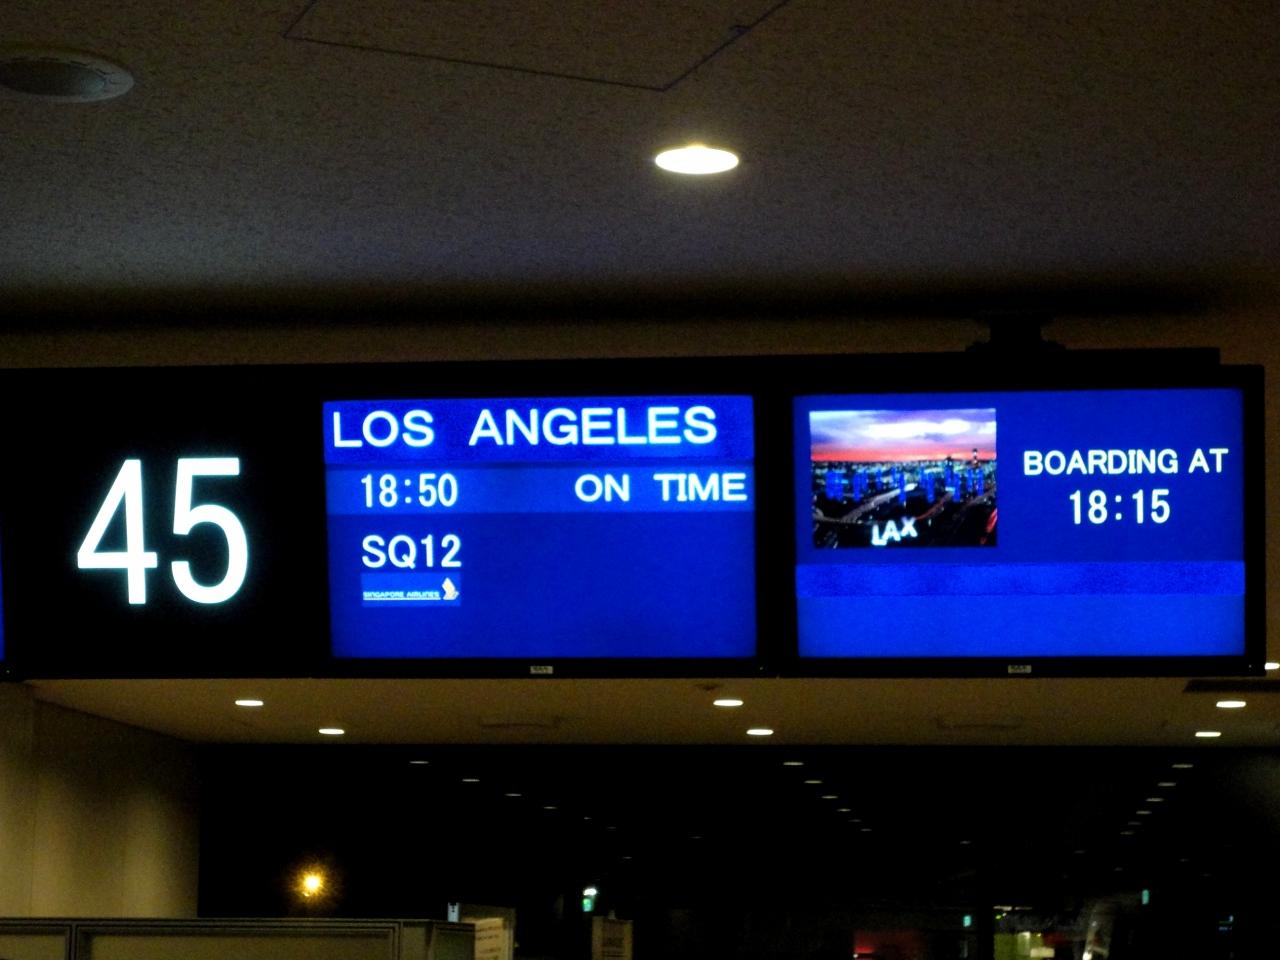 45
LOS ANGELES
18:50 ON TIME
SQ12
SINGAPORE AIRLINES
LAX
BOARDING AT
18:15